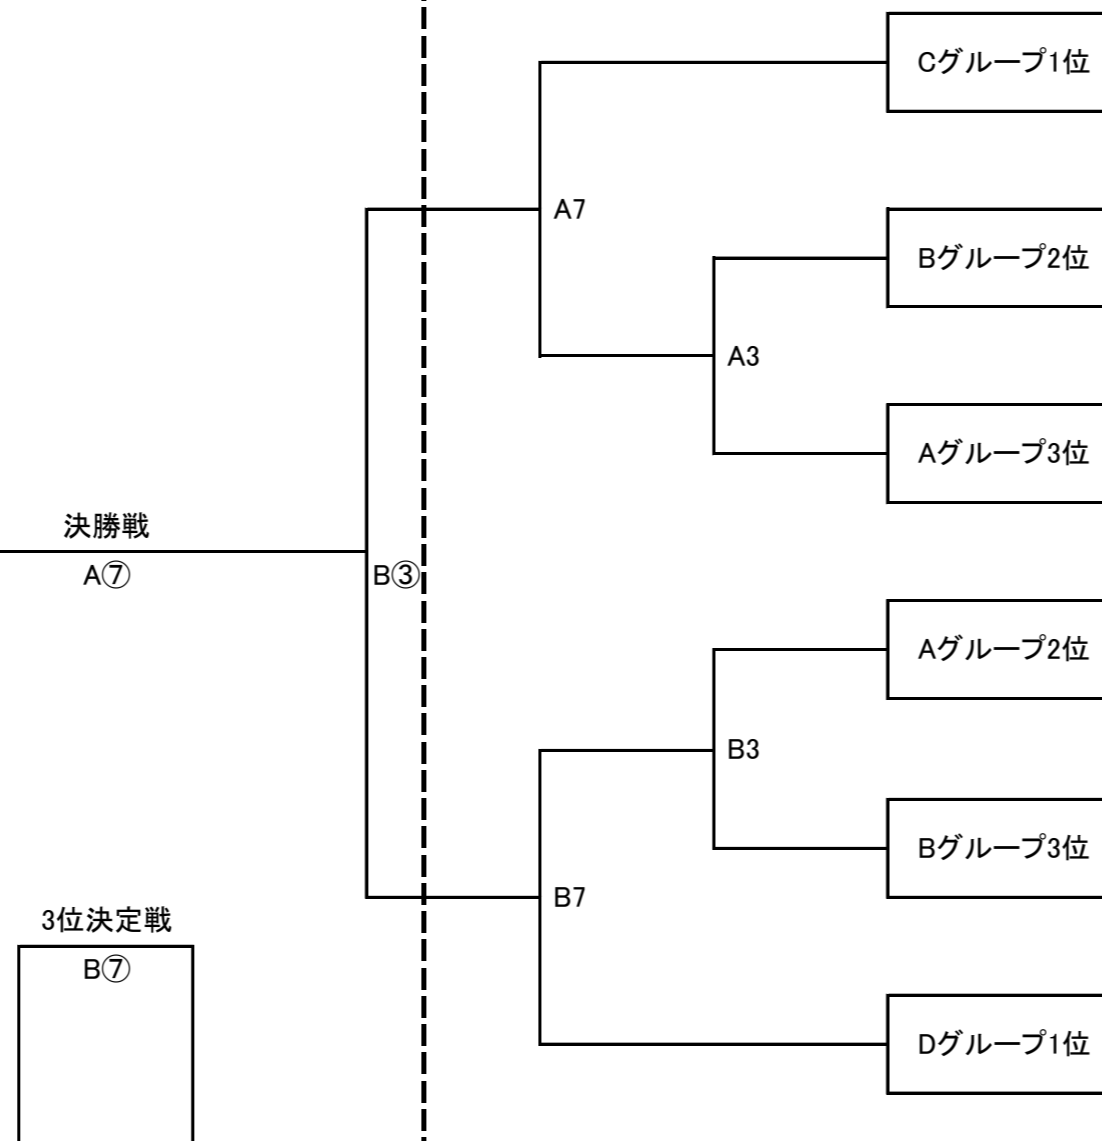 Cグループ1位
A7
Bグループ2位
A3
Aグループ3位
決勝戦
A⑦
B③
Aグループ2位
B3
Bグループ3位
B7
3位決定戦
B⑦
Dグループ1位